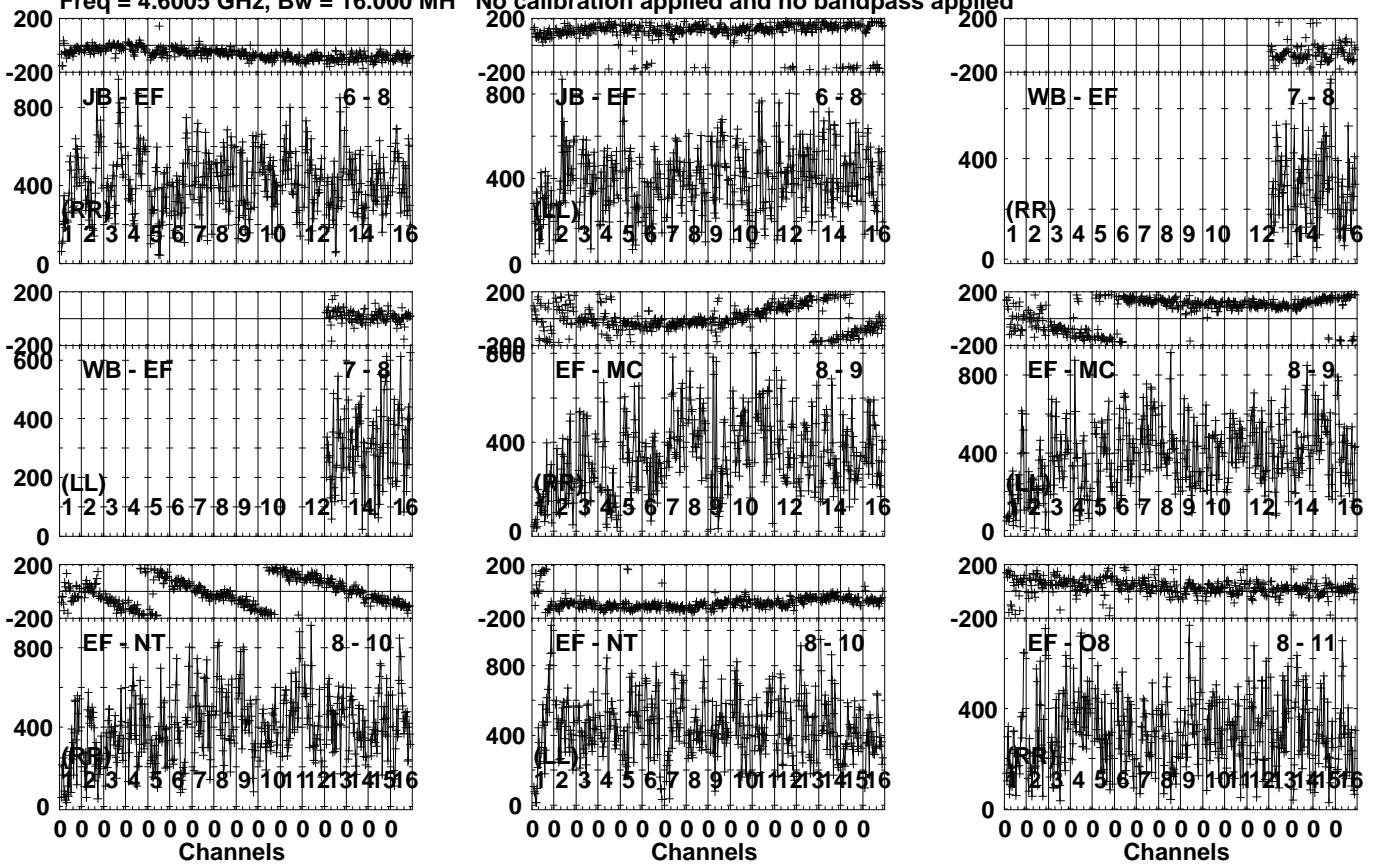 Freq = 4.6005 GHz, Bw = 16.000 MH No calibration applied and no bandpass applied
200
-200
800
400
0
JB - EF 6 - 8
(RR)
1 2 3 4 5 6 7 8 9 10 12 14 16
200
-200
800
400
0
JB - EF 6 - 8
(LL)
1 2 3 4 5 6 7 8 9 10 12 14 16
200
-200
400
0
WB - EF 7 - 8
(RR)
1 2 3 4 5 6 7 8 9 10 12 14 16
200
-200
600
400
200
0
WB - EF 7 - 8
(LL)
1 2 3 4 5 6 7 8 9 10 12 14 16
200
-200
800
400
0
EF - MC 8 - 9
(RR)
1 2 3 4 5 6 7 8 9 10 12 14 16
200
-200
800
400
0
EF - MC 8 - 9
(LL)
1 2 3 4 5 6 7 8 9 10 12 14 16
200
-200
800
400
0
EF - NT 8 - 10
(RR)
1 2 3 4 5 6 7 8 9 10 11 12 13 14 15 16
0 0 0 0 0 0 0 0 0 0 0 0 0 0 0 0
Channels
200
-200
800
400
0
EF - NT 8 - 10
(LL)
1 2 3 4 5 6 7 8 9 10 11 12 13 14 15 16
0 0 0 0 0 0 0 0 0 0 0 0 0 0 0 0
Channels
200
-200
400
0
EF - O8 8 - 11
(RR)
1 2 3 4 5 6 7 8 9 10 11 12 13 14 15 16
0 0 0 0 0 0 0 0 0 0 0 0 0 0 0 0
Channels